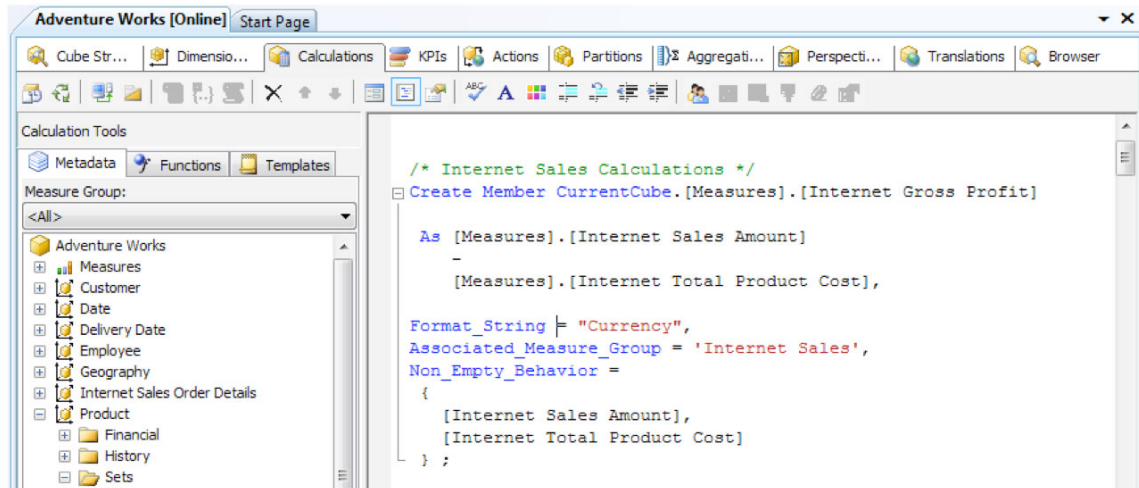 Adventure Works [Online] Start Page
Cube Str... Dimensio... Calculations KPIs Actions Partitions Aggregati... Perspecti... Translations Browser
Calculation Tools
Metadata Functions Templates
Measure Group:
<All>
Adventure Works
Measures
Customer
Date
Delivery Date
Employee
Geography
Internet Sales Order Details
Product
Financial
History
Sets
/* Internet Sales Calculations */
Create Member CurrentCube.[Measures].[Internet Gross Profit]
As [Measures].[Internet Sales Amount]
-
[Measures].[Internet Total Product Cost],
Format_String = "Currency",
Associated_Measure_Group = 'Internet Sales',
Non_Empty_Behavior =
{
[Internet Sales Amount],
[Internet Total Product Cost]
} ;